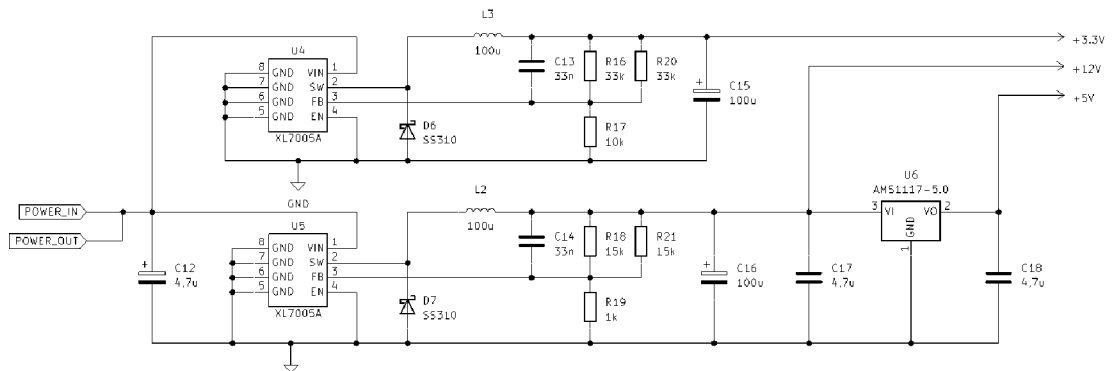 L3
100u
+3.3V
+12V
+5V
U4
8 GND VIN 1
7 GND SW 2
6 GND FB 3
5 GND EN 4
XL7005A
C13
33n
R16
33k
R20
33k
+ C15
100u
D6
SS310
R17
10k
GND
POWER_IN
POWER_OUT
L2
100u
U5
8 GND VIN 1
7 GND SW 2
6 GND FB 3
5 GND EN 4
XL7005A
+ C12
4,7u
C14
33n
R18
15k
R21
15k
D7
SS310
R19
1k
+ C16
100u
C17
4,7u
U6
AMS1117-5.0
3 VI VO 2
GND
1
C18
4,7u